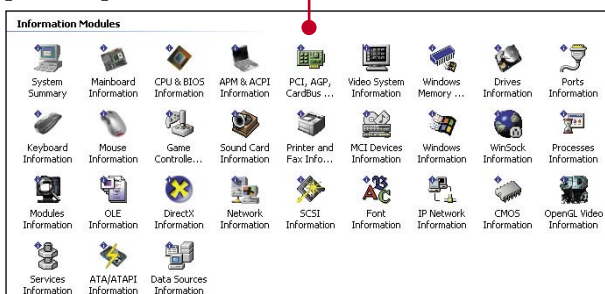 Information Modules
System Summary
Mainboard Information
CPU & BIOS Information
APM & ACPI Information
PCI, AGP, CardBus ...
Video System Information
Windows Memory ...
Drives Information
Ports Information
Keyboard Information
Mouse Information
Game Controlle...
Sound Card Information
Printer and Fax Info...
MCI Devices Information
Windows Information
WinSock Information
Processes Information
Modules Information
OLE Information
DirectX Information
Network Information
SCSI Information
Font Information
IP Network Information
CMOS Information
OpenGL Video Information
Services Information
ATA/ATAPI Information
Data Sources Information